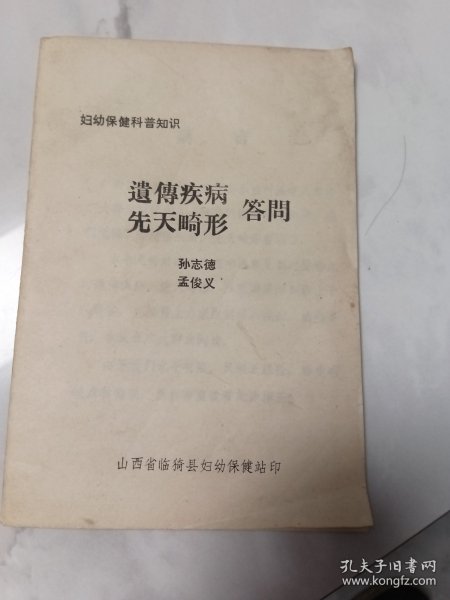 妇幼保健科普知识
遺傳疾病
先天畸形
答問
孙志德
孟俊义
山西省临猗县妇幼保健站印
孔夫子旧书网
www.kongfz.com